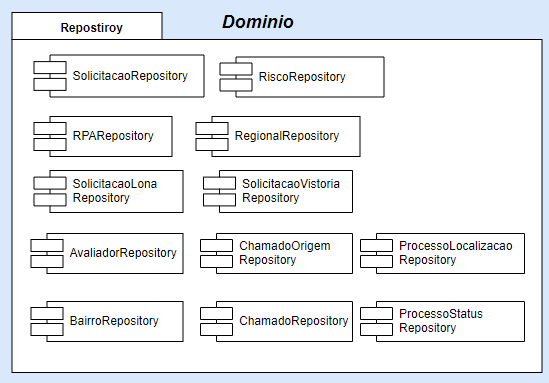 Dominio
Repostiroy
SolicitacaoRepository
RiscoRepository
RPARepository
RegionalRepository
SolicitacaoLona
Repository
SolicitacaoVistoria
Repository
AvaliadorRepository
ChamadoOrigem
Repository
ProcessoLocalizacao
Repository
BairroRepository
ChamadoRepository
ProcessoStatus
Repository